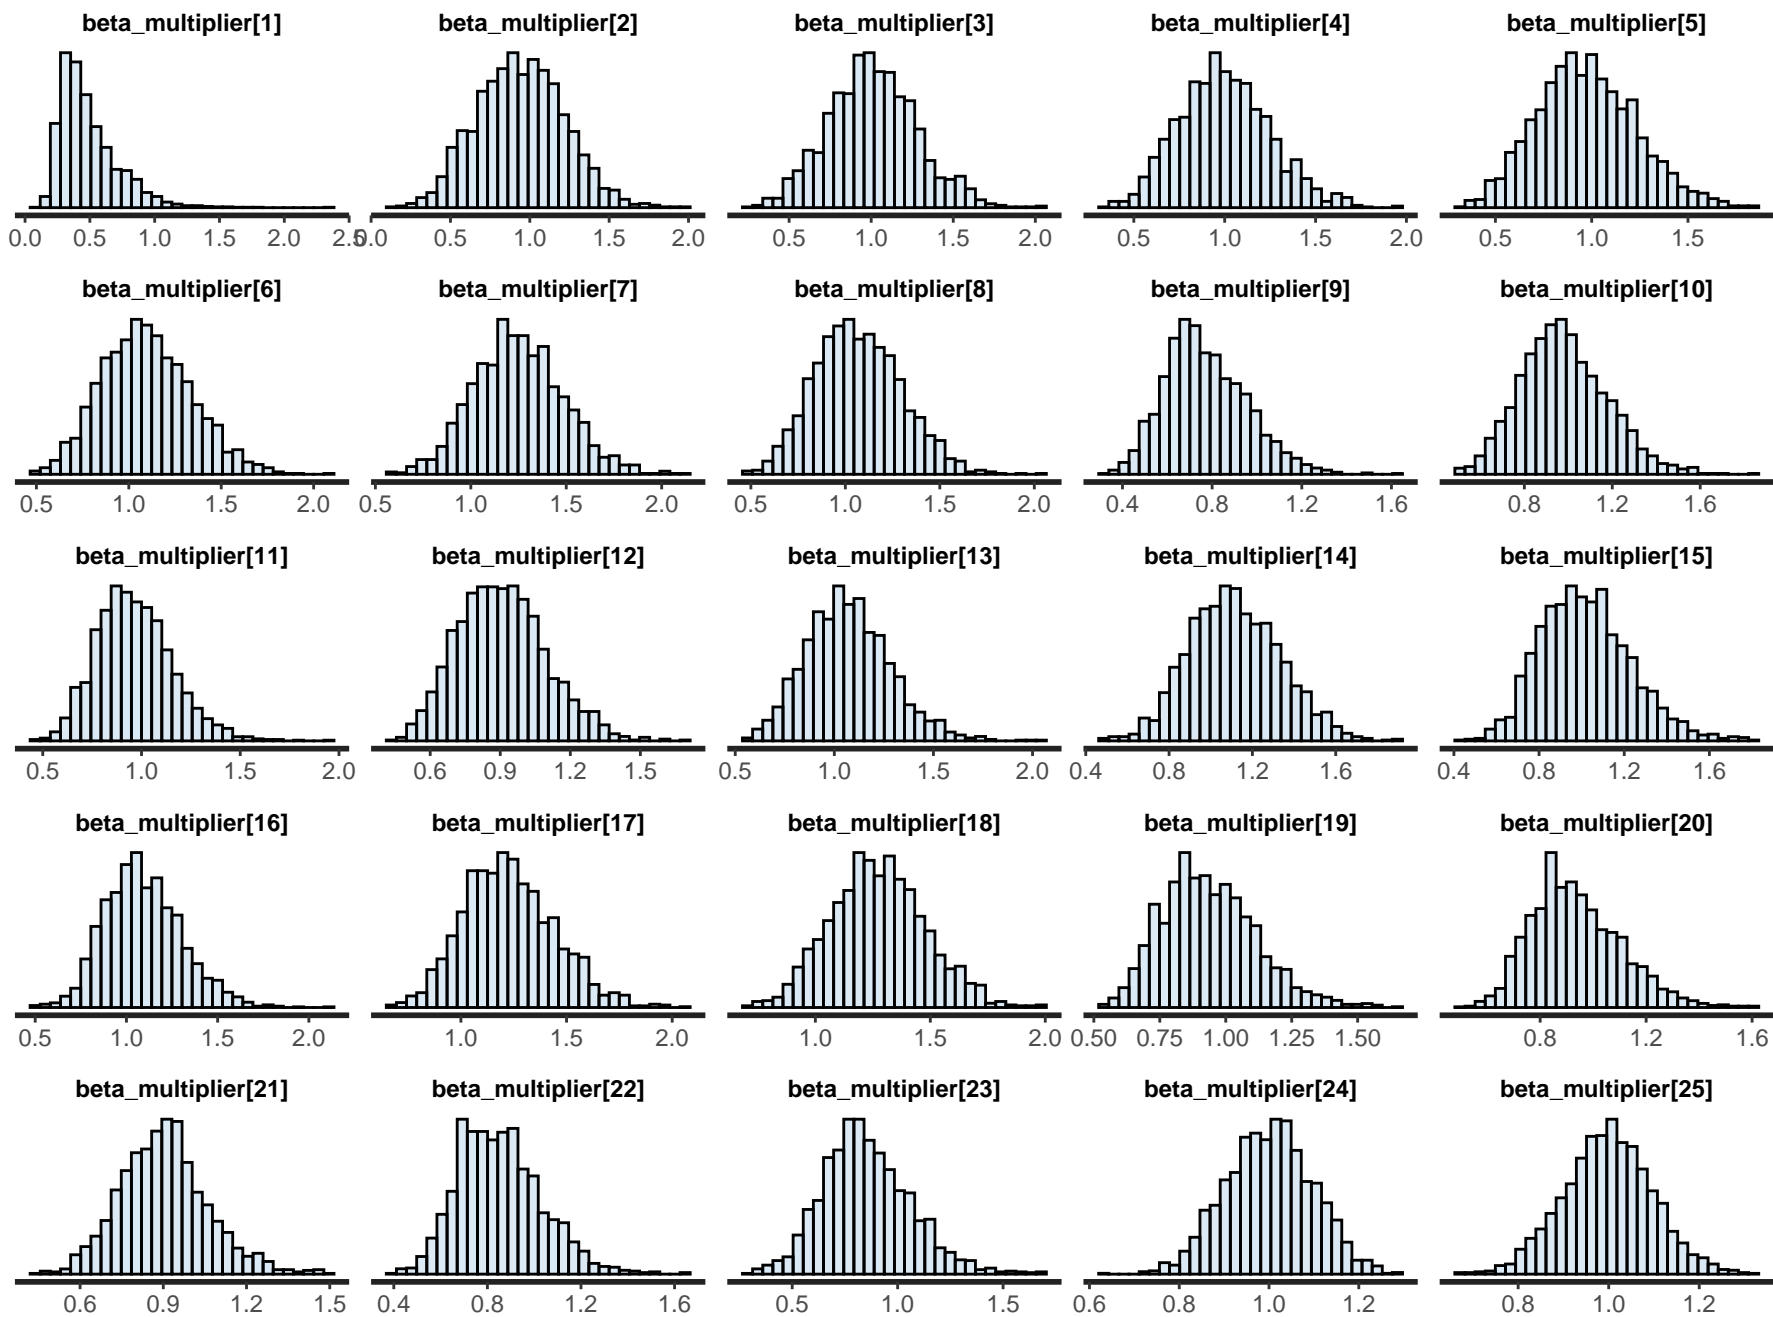 beta_multiplier[1] beta_multiplier[2] beta_multiplier[3] beta_multiplier[4] beta_multiplier[5]
0.0 0.5 1.0 1.5 2.0 2.5 0.0 0.5 1.0 1.5 2.0 0.5 1.0 1.5 2.0 0.5 1.0 1.5 2.0 0.5 1.0 1.5
beta_multiplier[6] beta_multiplier[7] beta_multiplier[8] beta_multiplier[9] beta_multiplier[10]
0.5 1.0 1.5 2.0 0.5 1.0 1.5 2.0 0.5 1.0 1.5 2.0 0.4 0.8 1.2 1.6 0.8 1.2 1.6
beta_multiplier[11] beta_multiplier[12] beta_multiplier[13] beta_multiplier[14] beta_multiplier[15]
0.5 1.0 1.5 2.0 0.6 0.9 1.2 1.5 0.5 1.0 1.5 2.0 0.4 0.8 1.2 1.6 0.4 0.8 1.2 1.6
beta_multiplier[16] beta_multiplier[17] beta_multiplier[18] beta_multiplier[19] beta_multiplier[20]
0.5 1.0 1.5 2.0 1.0 1.5 2.0 1.0 1.5 2.0 0.50 0.75 1.00 1.25 1.50 0.8 1.2 1.6
beta_multiplier[21] beta_multiplier[22] beta_multiplier[23] beta_multiplier[24] beta_multiplier[25]
0.6 0.9 1.2 1.5 0.4 0.8 1.2 1.6 0.5 1.0 1.5 0.6 0.8 1.0 1.2 0.8 1.0 1.2